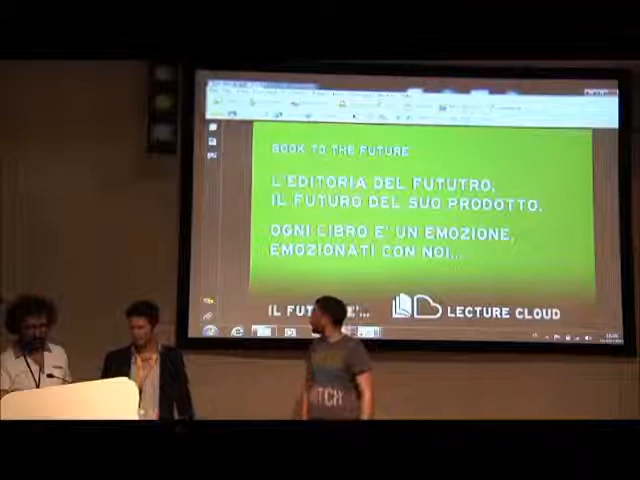 BOOK TO THE FUTURE
L'EDITORIA DEL FUTUTRO,
IL FUTURO DEL SUO PRODOTTO.
OGNI LIBRO E' UN EMOZIONE,
EMOZIONATI CON NOI...
LECTURE CLOUD